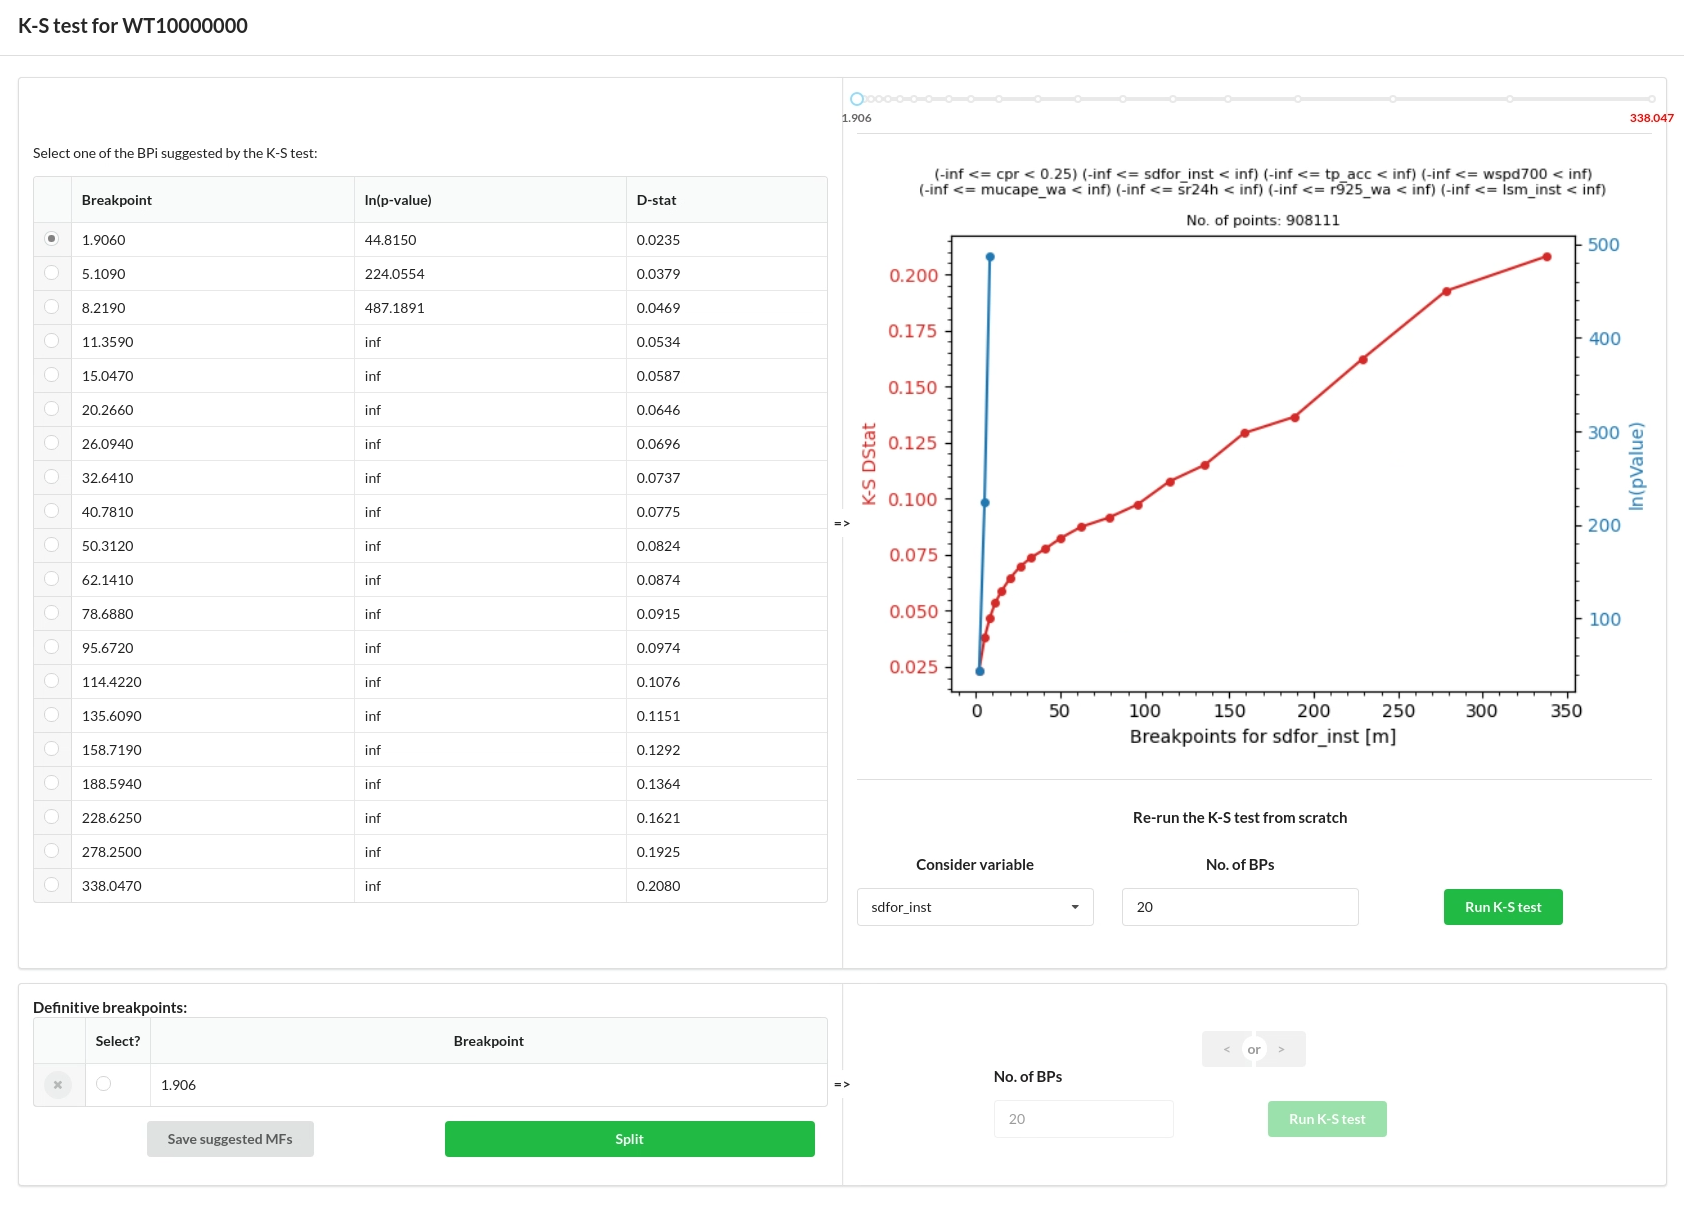 K-S test for WT10000000
1.906
338.047
Select one of the BPi suggested by the K-S test:
Breakpoint ln(p-value) D-stat
1.9060 44.8150 0.0235
5.1090 224.0554 0.0379
8.2190 487.1891 0.0469
11.3590 inf 0.0534
15.0470 inf 0.0587
20.2660 inf 0.0646
26.0940 inf 0.0696
32.6410 inf 0.0737
40.7810 inf 0.0775
50.3120 inf 0.0824
62.1410 inf 0.0874
78.6880 inf 0.0915
95.6720 inf 0.0974
114.4220 inf 0.1076
135.6090 inf 0.1151
158.7190 inf 0.1292
188.5940 inf 0.1364
228.6250 inf 0.1621
278.2500 inf 0.1925
338.0470 inf 0.2080
=>
(-inf <= cpr < 0.25) (-inf <= sdfor_inst < inf) (-inf <= tp_acc < inf) (-inf <= wspd700 < inf)
(-inf <= mucape_wa < inf) (-inf <= sr24h < inf) (-inf <= r925_wa < inf) (-inf <= lsm_inst < inf)
No. of points: 908111
K-S DStat
0.200
0.175
0.150
0.125
0.100
0.075
0.050
0.025
500
400
300
200
100
ln(pValue)
0 50 100 150 200 250 300 350
Breakpoints for sdfor_inst [m]
Re-run the K-S test from scratch
Consider variable No. of BPs
sdfor_inst 20 Run K-S test
Definitive breakpoints:
Select? Breakpoint
1.906
Save suggested MFs Split
=>
< or >
No. of BPs
20 Run K-S test